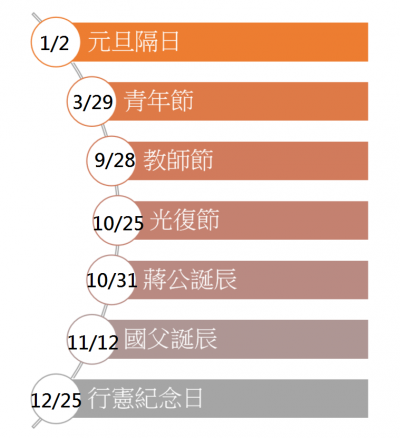 1/2 元旦隔日
3/29 青年節
9/28 教師節
10/25 光復節
10/31 蔣公誕辰
11/12 國父誕辰
12/25 行憲紀念日